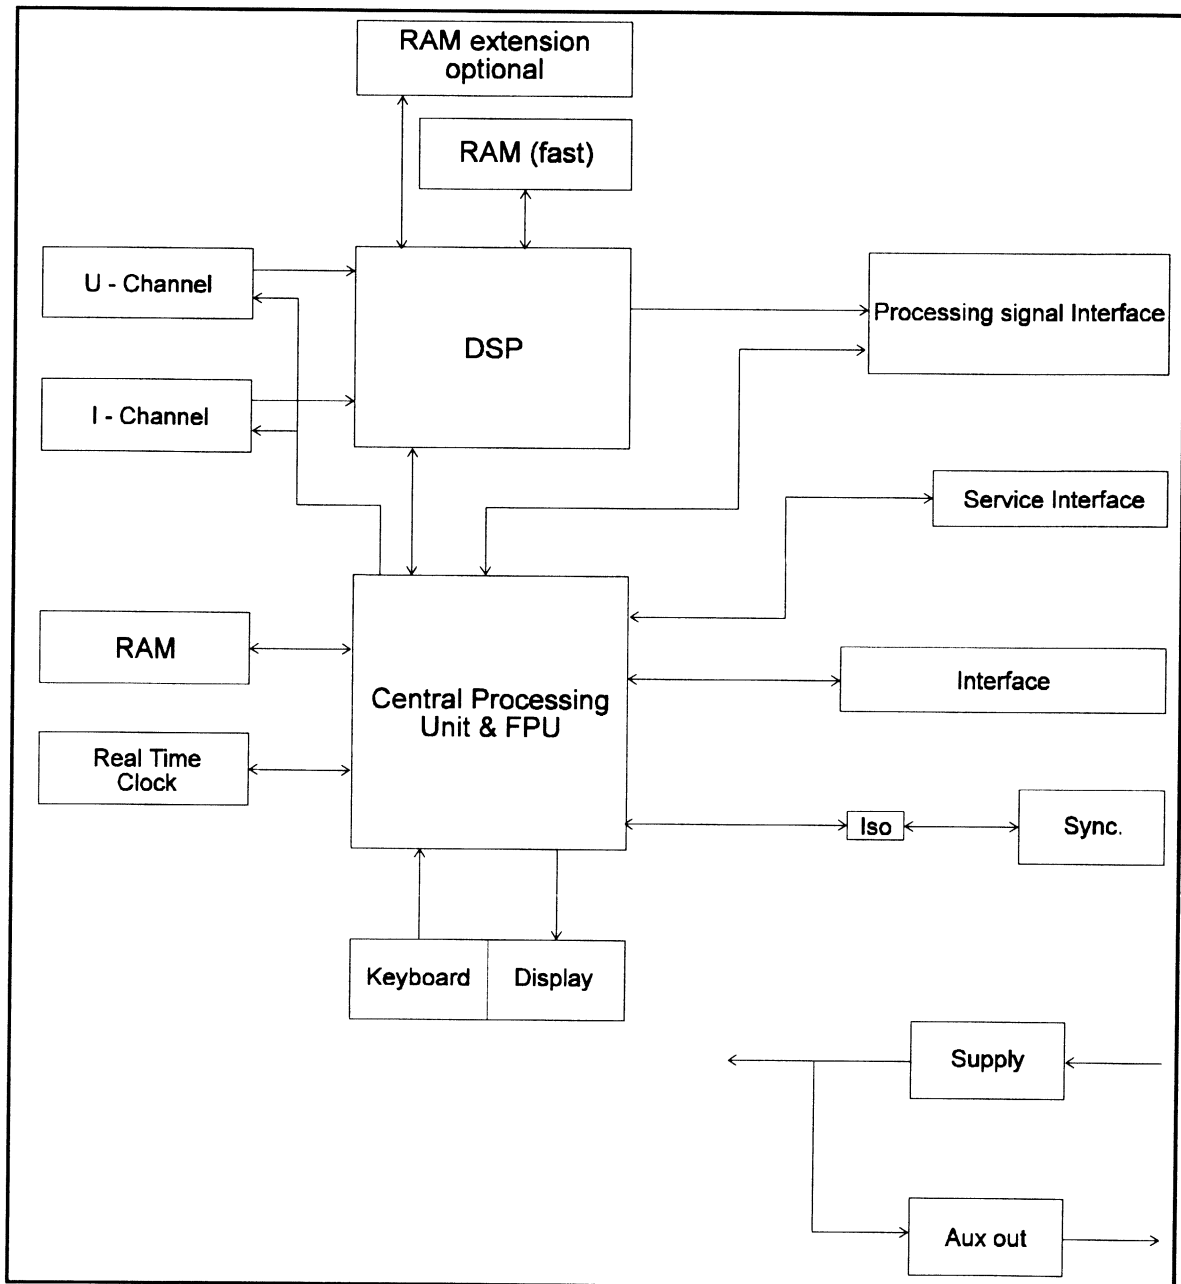 RAM extension
optional
RAM (fast)
U - Channel
DSP
Processing signal Interface
I - Channel
Service Interface
RAM
Central Processing
Unit & FPU
Interface
Real Time
Clock
Iso
Sync.
Keyboard
Display
Supply
Aux out